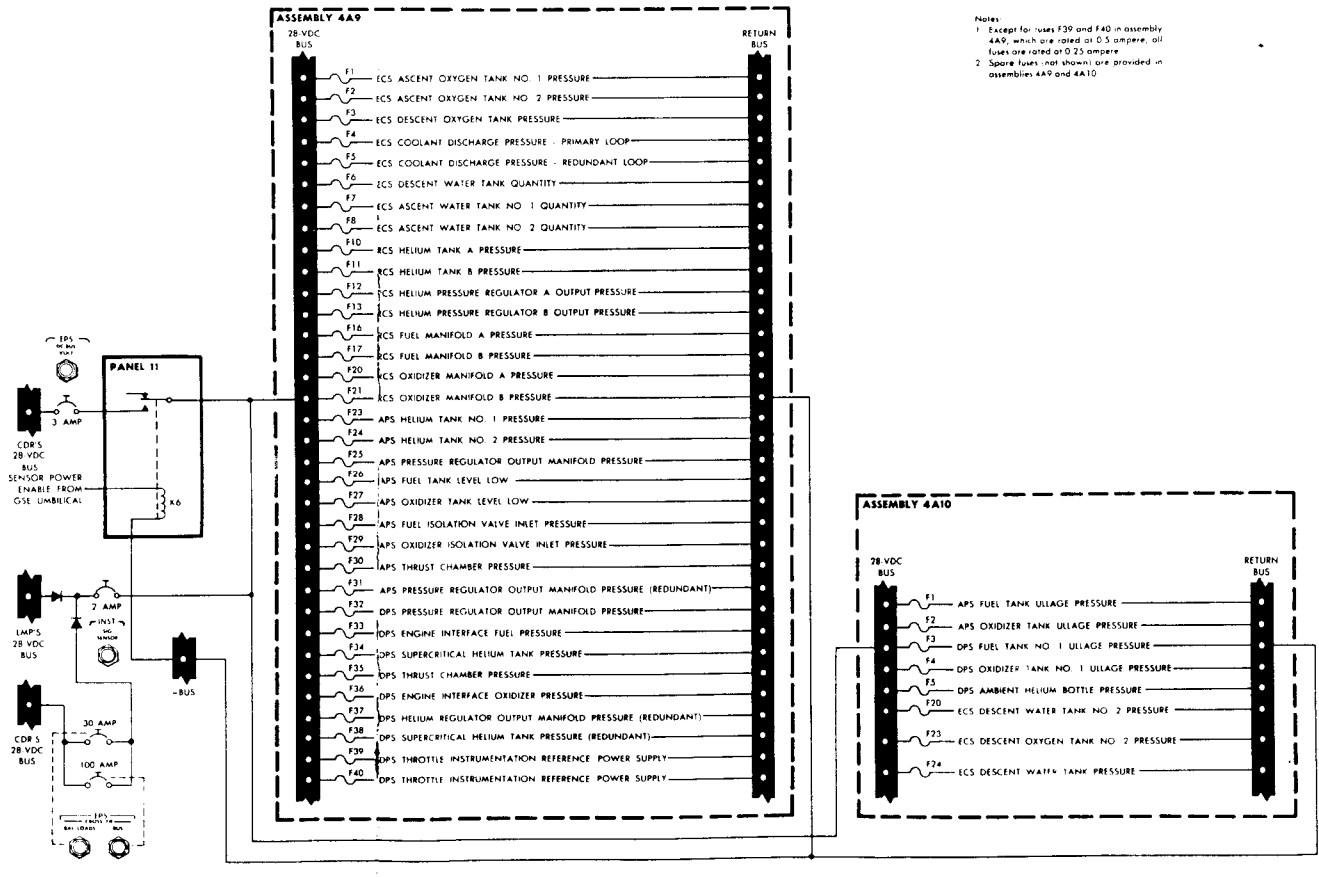 ASSEMBLY 4A9
28-VDC
BUS
RETURN
BUS
F1 ECS ASCENT OXYGEN TANK NO. 1 PRESSURE
F2 ECS ASCENT OXYGEN TANK NO 2 PRESSURE
F3 ECS DESCENT OXYGEN TANK PRESSURE
F4 ECS COOLANT DISCHARGE PRESSURE - PRIMARY LOOP
F5 ECS COOLANT DISCHARGE PRESSURE - REDUNDANT LOOP
F6 ECS DESCENT WATER TANK QUANTITY
F7 ECS ASCENT WATER TANK NO 1 QUANTITY
F8 ECS ASCENT WATER TANK NO. 2 QUANTITY
F10 RCS HELIUM TANK A PRESSURE
F11 RCS HELIUM TANK B PRESSURE
F12 RCS HELIUM PRESSURE REGULATOR A OUTPUT PRESSURE
F13 RCS HELIUM PRESSURE REGULATOR B OUTPUT PRESSURE
F16 RCS FUEL MANIFOLD A PRESSURE
F17 RCS FUEL MANIFOLD B PRESSURE
F20 RCS OXIDIZER MANIFOLD A PRESSURE
F21 RCS OXIDIZER MANIFOLD B PRESSURE
F23 APS HELIUM TANK NO. 1 PRESSURE
F24 APS HELIUM TANK NO. 2 PRESSURE
F25 APS PRESSURE REGULATOR OUTPUT MANIFOLD PRESSURE
F26 APS FUEL TANK LEVEL LOW
F27 APS OXIDIZER TANK LEVEL LOW
F28 APS FUEL ISOLATION VALVE INLET PRESSURE
F29 APS OXIDIZER ISOLATION VALVE INLET PRESSURE
F30 APS THRUST CHAMBER PRESSURE
F31 APS PRESSURE REGULATOR OUTPUT MANIFOLD PRESSURE (REDUNDANT)
F32 DPS PRESSURE REGULATOR OUTPUT MANIFOLD PRESSURE
F33 DPS ENGINE INTERFACE FUEL PRESSURE
F34 DPS SUPERCRITICAL HELIUM TANK PRESSURE
F35 DPS THRUST CHAMBER PRESSURE
F36 DPS ENGINE INTERFACE OXIDIZER PRESSURE
F37 DPS HELIUM REGULATOR OUTPUT MANIFOLD PRESSURE (REDUNDANT)
F38 DPS SUPERCRITICAL HELIUM TANK PRESSURE (REDUNDANT)
F39 DPS THROTTLE INSTRUMENTATION REFERENCE POWER SUPPLY
F40 DPS THROTTLE INSTRUMENTATION REFERENCE POWER SUPPLY
Notes:
1 Except for fuses F39 and F40 in assembly
4A9, which are rated at 0.5 ampere, all
fuses are rated at 0.25 ampere
2 Spare fuses (not shown) are provided in
assemblies 4A9 and 4A10
EPS
DC BUS
VOLT
PANEL 11
3 AMP
CDR'S
28-VDC
BUS
SENSOR POWER
ENABLE FROM
GSE UMBILICAL
K6
2 AMP
INST
SIG
SENSOR
LMP'S
28 VDC
BUS
-BUS
CDR'S
28-VDC
BUS
30 AMP
100 AMP
EPS
CROSS TIE
BAL LOADS
BUS
ASSEMBLY 4A10
28-VDC
BUS
RETURN
BUS
F1 APS FUEL TANK ULLAGE PRESSURE
F2 APS OXIDIZER TANK ULLAGE PRESSURE
F3 DPS FUEL TANK NO 1 ULLAGE PRESSURE
F4 DPS OXIDIZER TANK NO. 1 ULLAGE PRESSURE
F5 DPS AMBIENT HELIUM BOTTLE PRESSURE
F20 ECS DESCENT WATER TANK NO 2 PRESSURE
F23 ECS DESCENT OXYGEN TANK NO 2 PRESSURE
F24 ECS DESCENT WATER TANK PRESSURE